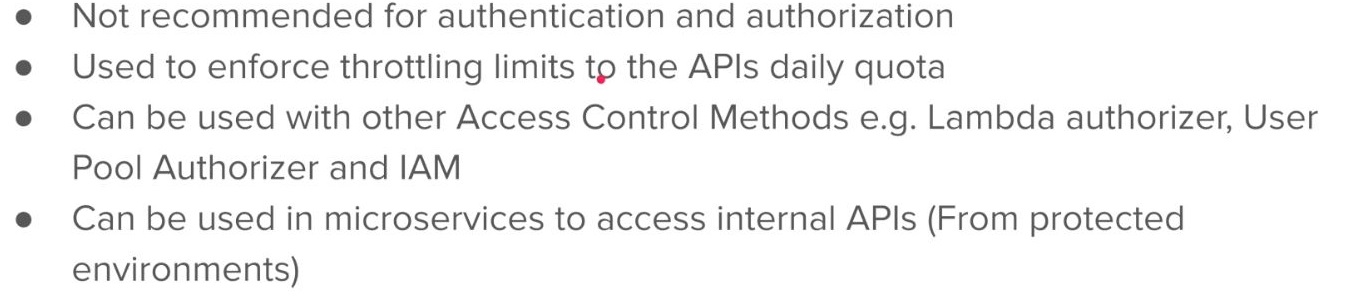 ● Not recommended for authentication and authorization
● Used to enforce throttling limits to the APIs daily quota
● Can be used with other Access Control Methods e.g. Lambda authorizer, User
Pool Authorizer and IAM
● Can be used in microservices to access internal APIs (From protected
environments)